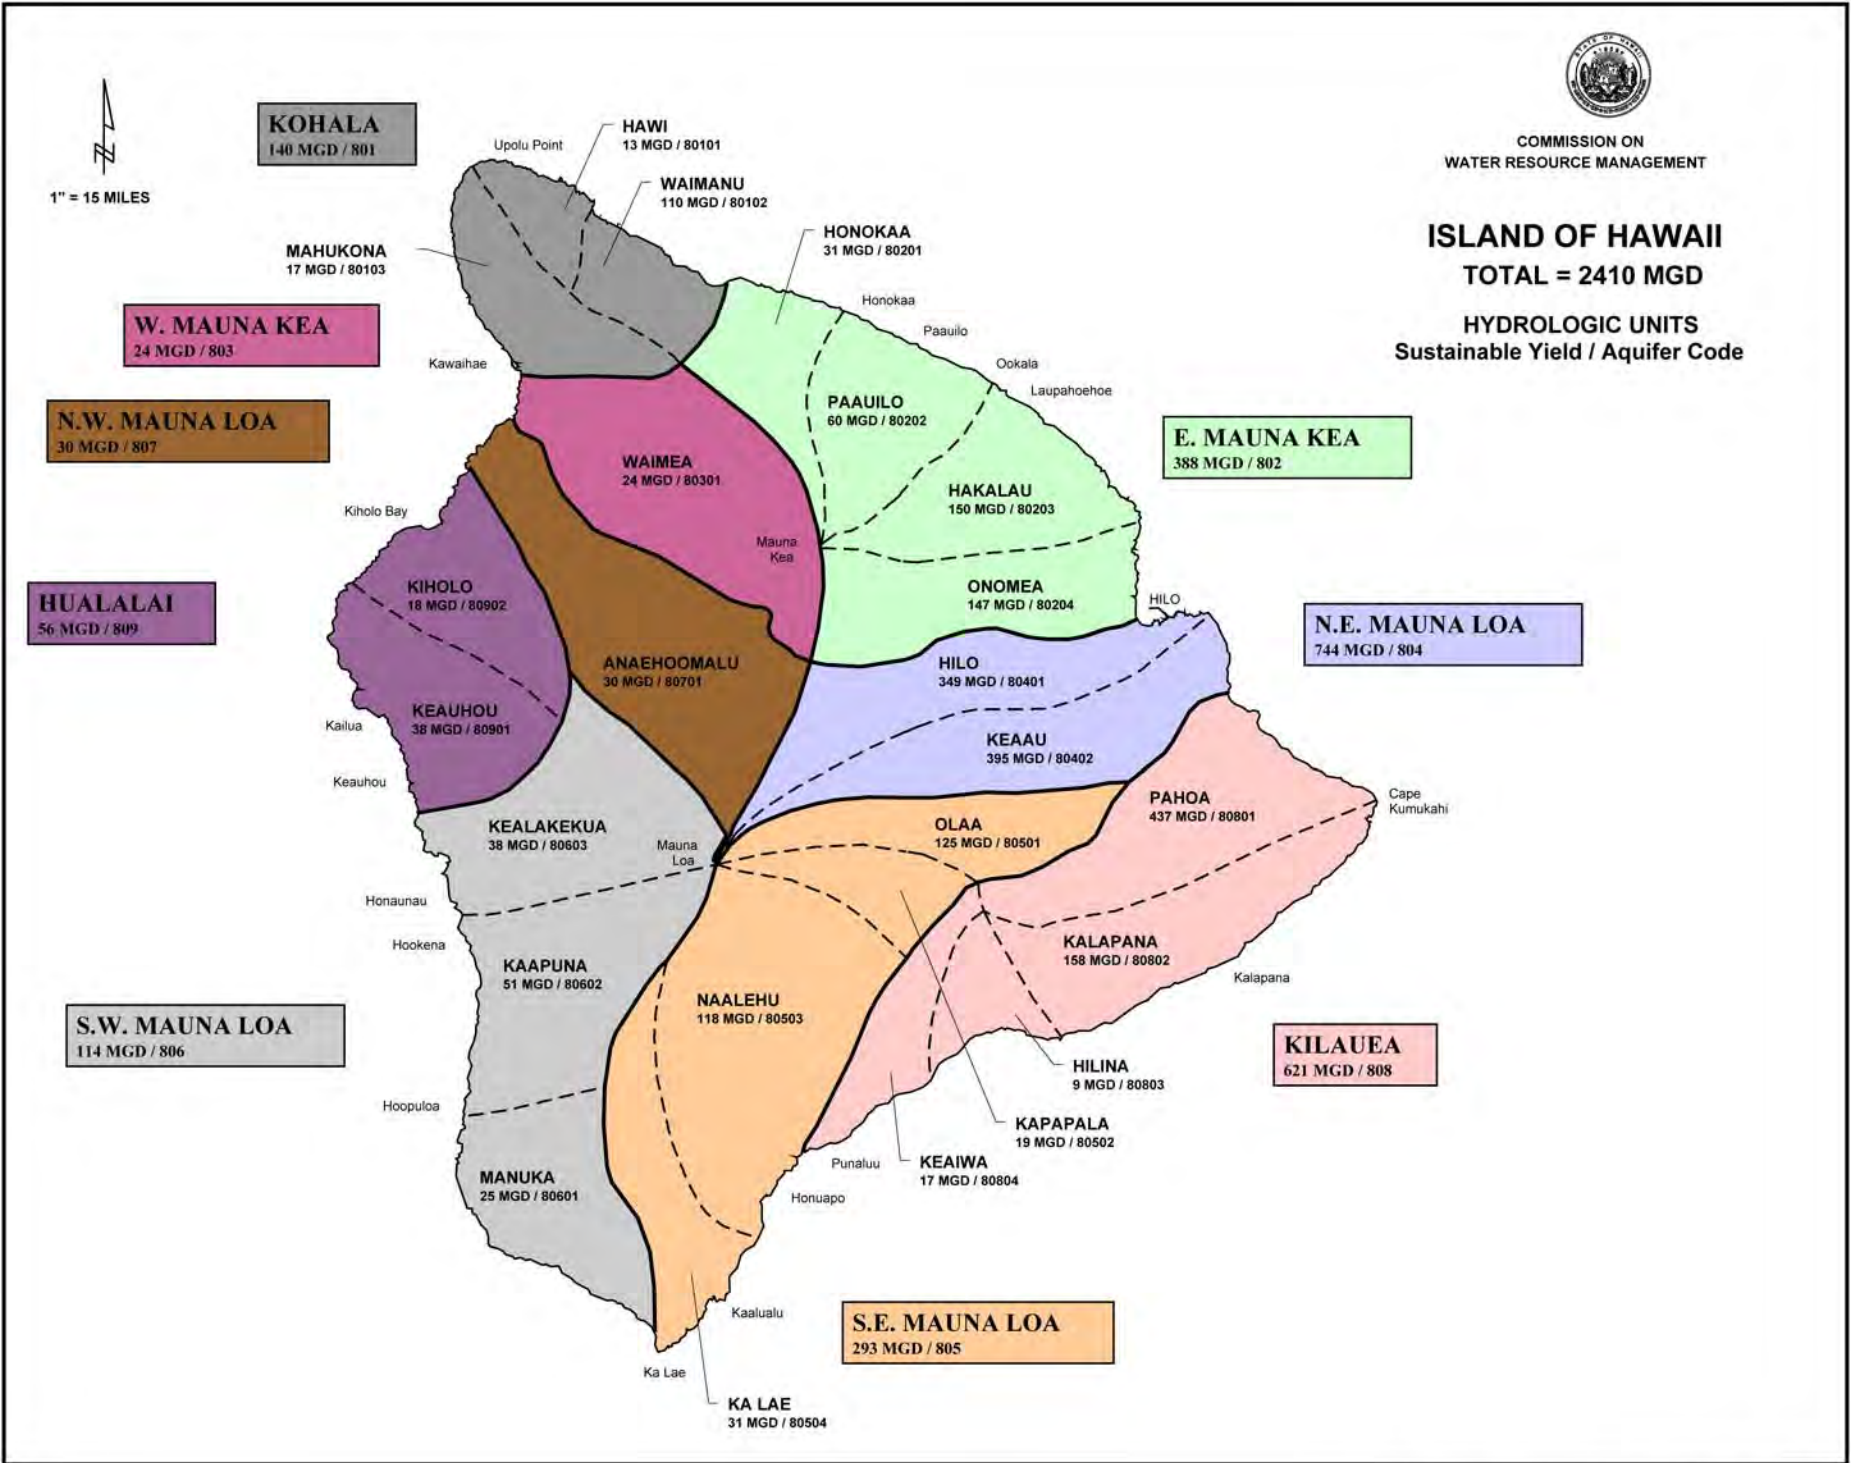 COMMISSION ON
WATER RESOURCE MANAGEMENT
ISLAND OF HAWAII
TOTAL = 2410 MGD
HYDROLOGIC UNITS
Sustainable Yield / Aquifer Code
1" = 15 MILES
KOHALA
140 MGD / 801
Upolu Point
HAWI
13 MGD / 80101
WAIMANU
110 MGD / 80102
MAHUKONA
17 MGD / 80103
HONOKAA
31 MGD / 80201
Honokaa
Paauilo
Ookala
Laupahoehoe
W. MAUNA KEA
24 MGD / 803
Kawaihae
N.W. MAUNA LOA
30 MGD / 807
PAAUILO
60 MGD / 80202
E. MAUNA KEA
388 MGD / 802
WAIMEA
24 MGD / 80301
HAKALAU
150 MGD / 80203
Kiholo Bay
Mauna
Kea
HUALALAI
56 MGD / 809
KIHOLO
18 MGD / 80902
ONOMEA
147 MGD / 80204
HILO
N.E. MAUNA LOA
744 MGD / 804
ANAEHOOMALU
30 MGD / 80701
HILO
349 MGD / 80401
Kailua
KEAUHOU
38 MGD / 80901
KEAAU
395 MGD / 80402
Keauhou
PAHOA
437 MGD / 80801
Cape
Kumukahi
KEALAKEKUA
38 MGD / 80603
Mauna
Loa
OLAA
125 MGD / 80501
Honaunau
Hookena
KAAPUNA
51 MGD / 80602
KALAPANA
158 MGD / 80802
Kalapana
NAALEHU
118 MGD / 80503
S.W. MAUNA LOA
114 MGD / 806
KILAUEA
621 MGD / 808
HILINA
9 MGD / 80803
Hoopuloa
KAPAPALA
19 MGD / 80502
Punaluu
KEAIWA
17 MGD / 80804
MANUKA
25 MGD / 80601
Honuapo
Kaalualu
S.E. MAUNA LOA
293 MGD / 805
Ka Lae
KA LAE
31 MGD / 80504